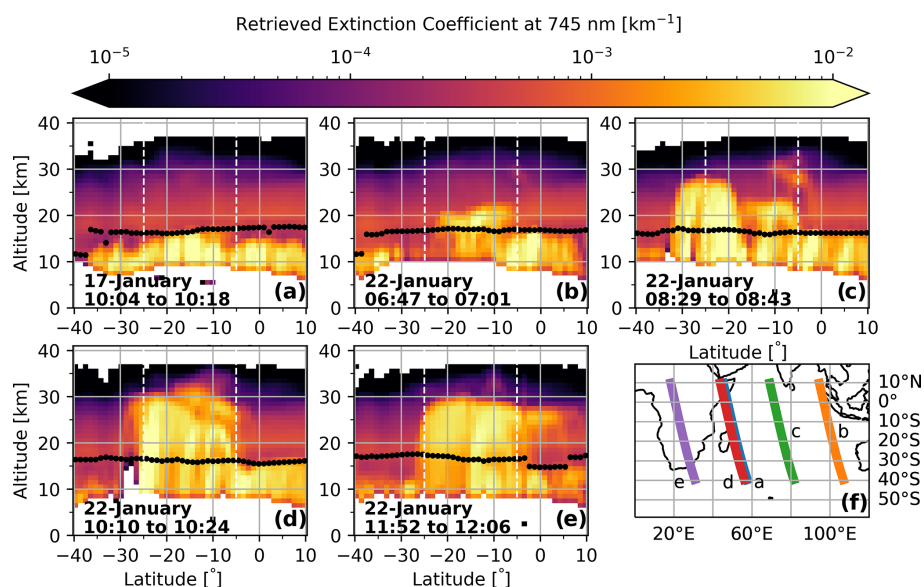 Retrieved Extinction Coefficient at 745 nm [km⁻¹]
10⁻⁵ 10⁻⁴ 10⁻³ 10⁻²
Altitude [km]
40
30
20
10
0
17-January
10:04 to 10:18
(a)
−40 −30 −20 −10 0 10
40
30
20
10
0
22-January
06:47 to 07:01
(b)
−40 −30 −20 −10 0 10
40
30
20
10
0
22-January
08:29 to 08:43
(c)
−40 −30 −20 −10 0 10
Latitude [°]
Altitude [km]
40
30
20
10
0
22-January
10:10 to 10:24
(d)
−40 −30 −20 −10 0 10
Latitude [°]
40
30
20
10
0
22-January
11:52 to 12:06
(e)
−40 −30 −20 −10 0 10
Latitude [°]
10°N
0°
10°S
20°S
30°S
40°S
50°S
e d a c b
(f)
20°E 60°E 100°E